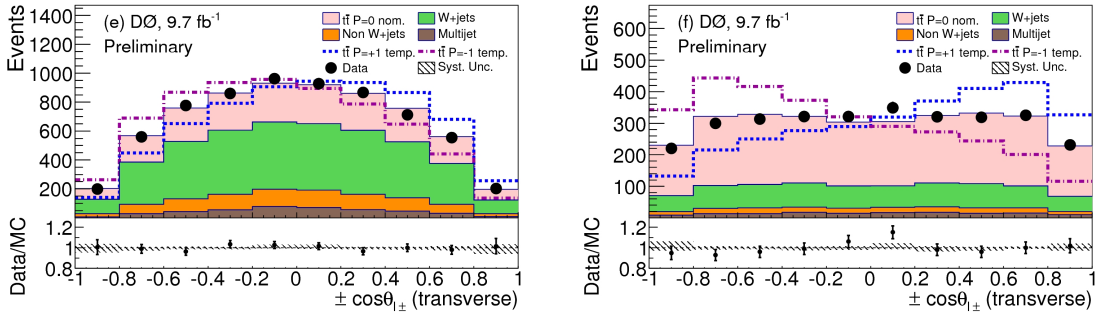 (e) DØ, 9.7 fb-1
Preliminary
Events
1400
1200
1000
800
600
400
200
tt̄ P=0 nom.
W+jets
Non W+jets
Multijet
tt̄ P=+1 temp.
tt̄ P=-1 temp.
Data
Syst. Unc.
Data/MC
1.2
1
0.8
-1 -0.8 -0.6 -0.4 -0.2 0 0.2 0.4 0.6 0.8 1
± cosθl± (transverse)
(f) DØ, 9.7 fb-1
Preliminary
Events
600
500
400
300
200
100
tt̄ P=0 nom.
W+jets
Non W+jets
Multijet
tt̄ P=+1 temp.
tt̄ P=-1 temp.
Data
Syst. Unc.
Data/MC
1.2
1
0.8
-1 -0.8 -0.6 -0.4 -0.2 0 0.2 0.4 0.6 0.8 1
± cosθl± (transverse)